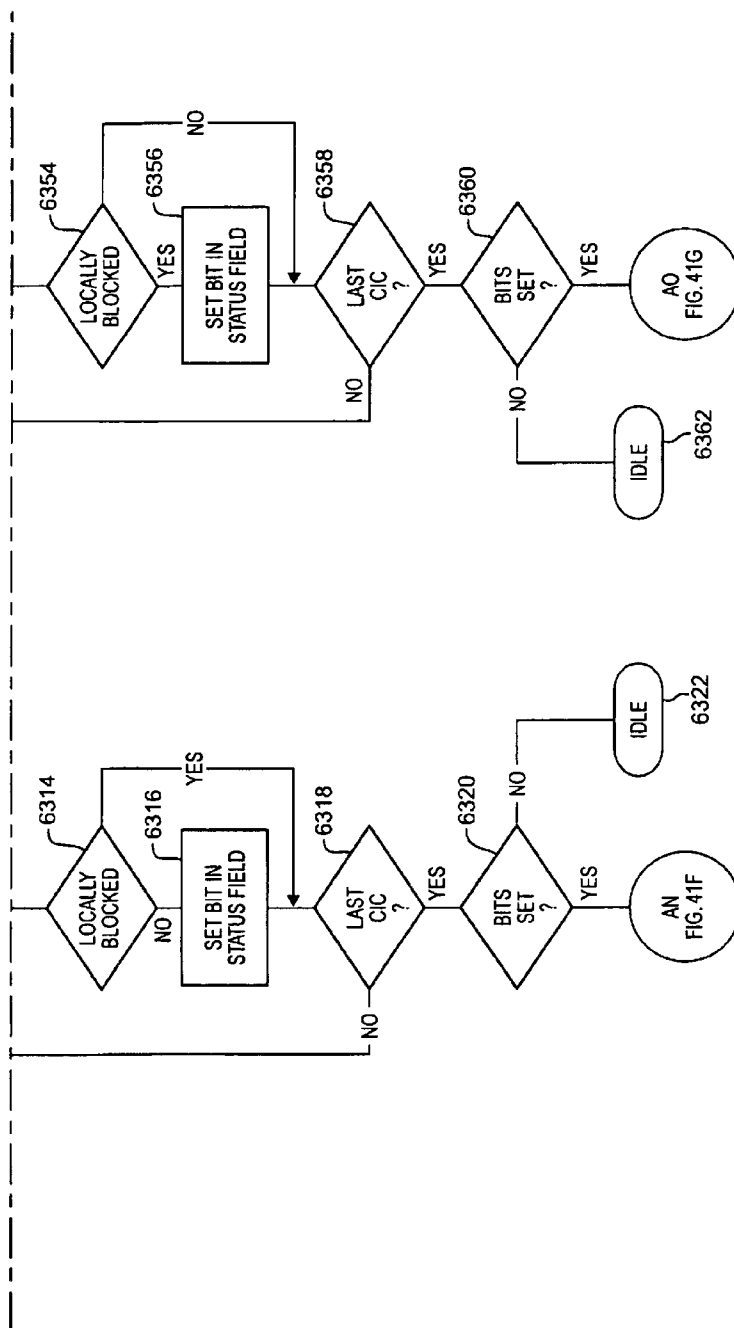 6314
LOCALLY
BLOCKED
YES
NO
6316
SET BIT IN
STATUS FIELD
6318
LAST
CIC
?
NO
YES
6320
BITS
SET
?
NO
YES
IDLE
6322
AN
FIG. 41F
6354
LOCALLY
BLOCKED
NO
YES
6356
SET BIT IN
STATUS FIELD
6358
LAST
CIC
?
NO
YES
6360
BITS
SET
?
NO
YES
IDLE
6362
AO
FIG. 41G